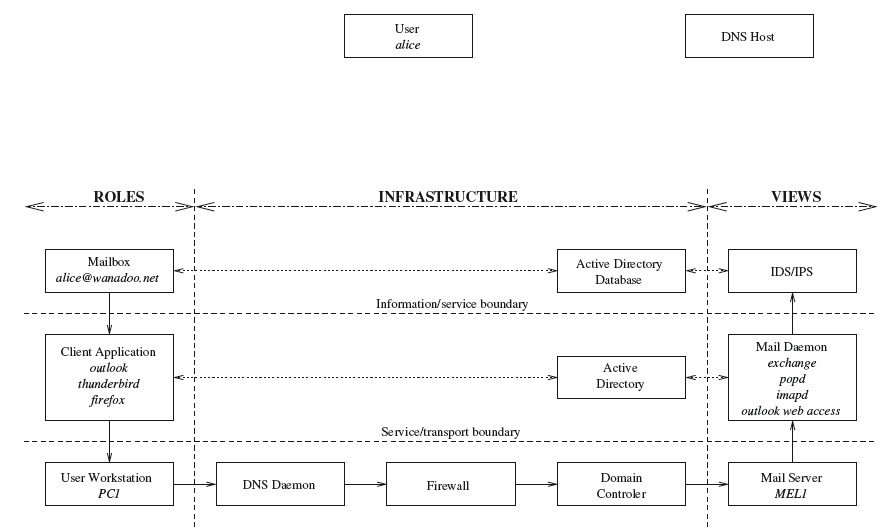 User
alice
DNS Host
ROLES
INFRASTRUCTURE
VIEWS
Mailbox
alice@wanadoo.net
Active Directory
Database
IDS/IPS
Information/service boundary
Client Application
outlook
thunderbird
firefox
Active
Directory
Mail Daemon
exchange
popd
imapd
outlook web access
Service/transport boundary
User Workstation
PC1
DNS Daemon
Firewall
Domain
Controler
Mail Server
MEL1